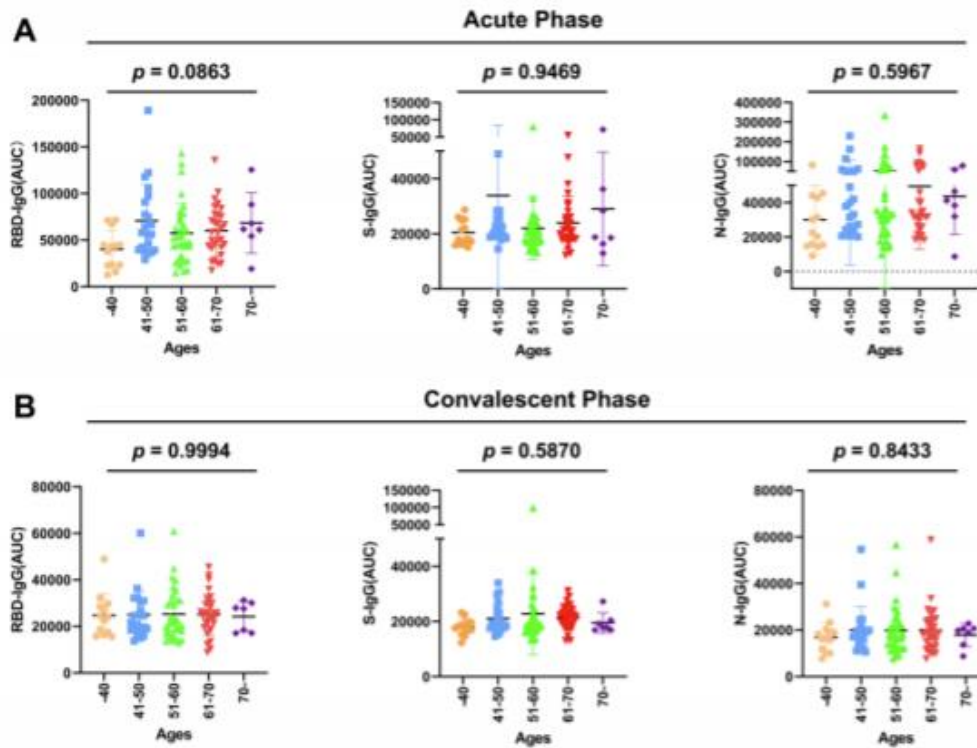 A
Acute Phase
p = 0.0863
p = 0.9469
p = 0.5967
RBD-IgG(AUC)
200000
150000
100000
50000
0
-40
41-50
51-60
61-70
70-
Ages
S-IgG(AUC)
150000
100000
50000
40000
20000
0
-40
41-50
51-60
61-70
70-
Ages
N-IgG(AUC)
400000
300000
200000
100000
40000
20000
0
-40
41-50
51-60
61-70
70-
Ages
B
Convalescent Phase
p = 0.9994
p = 0.5870
p = 0.8433
RBD-IgG(AUC)
80000
60000
40000
20000
0
-40
41-50
51-60
61-70
70-
Ages
S-IgG(AUC)
150000
100000
50000
40000
20000
0
-40
41-50
51-60
61-70
70-
Ages
N-IgG(AUC)
80000
60000
40000
20000
0
-40
41-50
51-60
61-70
70-
Ages